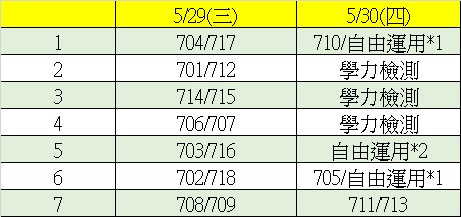 5/29(三) 5/30(四)
1 704/717 710/自由運用*1
2 701/712 學力檢測
3 714/715 學力檢測
4 706/707 學力檢測
5 703/716 自由運用*2
6 702/718 705/自由運用*1
7 708/709 711/713